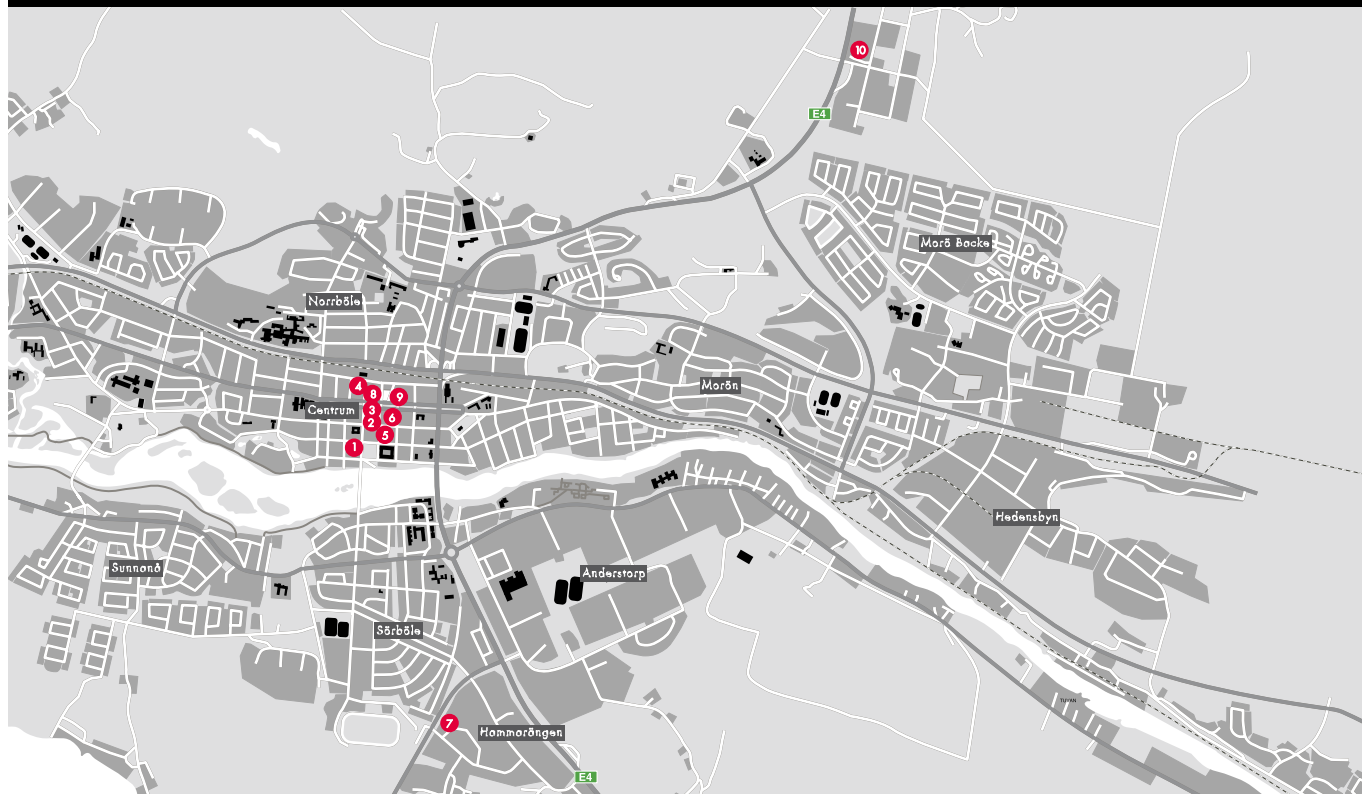 10
E4
Morö Backe
Norrböle
Morön
4
8
9
3
Centrum
6
2
5
1
Hedensbyn
Sunnanå
Anderstorp
Sörböle
TUVAN
7
Hammarängen
E4